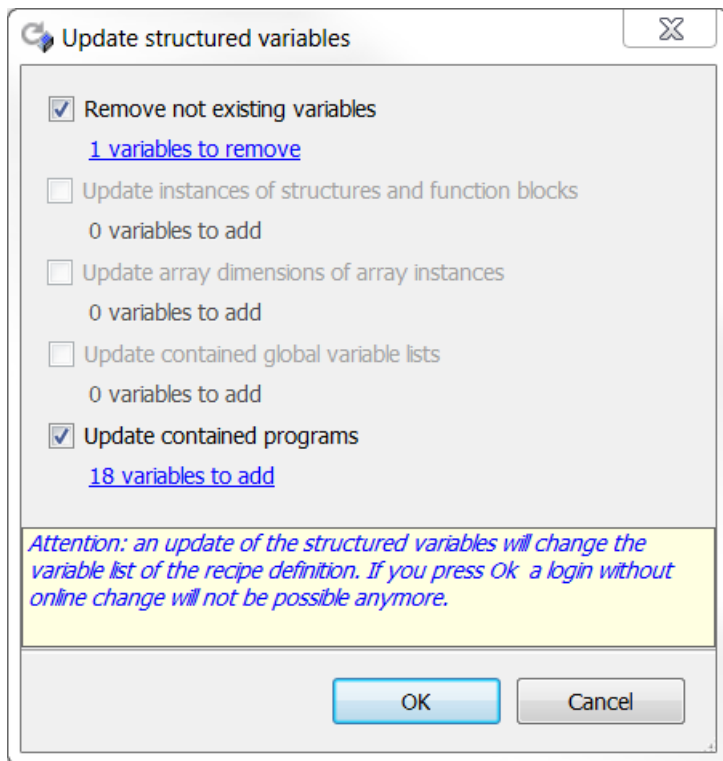 Update structured variables
Remove not existing variables
1 variables to remove
Update instances of structures and function blocks
0 variables to add
Update array dimensions of array instances
0 variables to add
Update contained global variable lists
0 variables to add
Update contained programs
18 variables to add
Attention: an update of the structured variables will change the
variable list of the recipe definition. If you press Ok a login without
online change will not be possible anymore.
OK
Cancel